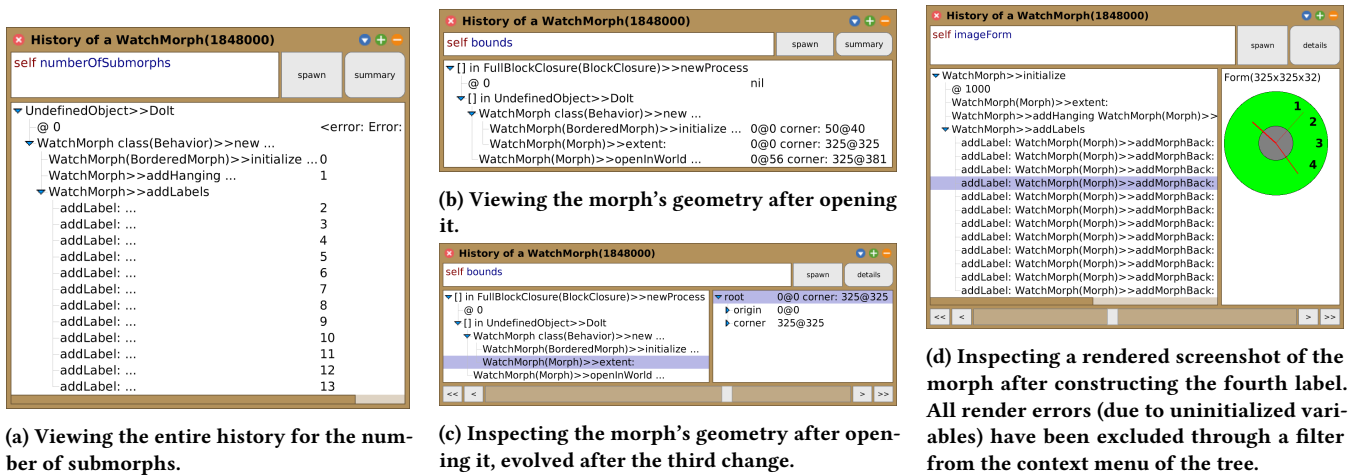 History of a WatchMorph(1848000)
self numberOfSubmorphs
spawn
summary
UndefinedObject>>DoIt
@ 0 <error: Error:
WatchMorph class(Behavior)>>new ...
WatchMorph(BorderedMorph)>>initialize ... 0
WatchMorph>>addHanging ... 1
WatchMorph>>addLabels
addLabel: ... 2
addLabel: ... 3
addLabel: ... 4
addLabel: ... 5
addLabel: ... 6
addLabel: ... 7
addLabel: ... 8
addLabel: ... 9
addLabel: ... 10
addLabel: ... 11
addLabel: ... 12
addLabel: ... 13
(a) Viewing the entire history for the num-
ber of submorphs.
History of a WatchMorph(1848000)
self bounds
spawn
summary
[] in FullBlockClosure(BlockClosure)>>newProcess
@ 0 nil
[] in UndefinedObject>>DoIt
WatchMorph class(Behavior)>>new ...
WatchMorph(BorderedMorph)>>initialize ... 0@0 corner: 50@40
WatchMorph(Morph)>>extent: 0@0 corner: 325@325
WatchMorph(Morph)>>openInWorld ... 0@56 corner: 325@381
(b) Viewing the morph's geometry after opening
it.
History of a WatchMorph(1848000)
self bounds
spawn
details
[] in FullBlockClosure(BlockClosure)>>newProcess
@ 0
[] in UndefinedObject>>DoIt
WatchMorph class(Behavior)>>new ...
WatchMorph(BorderedMorph)>>initialize ...
WatchMorph(Morph)>>extent:
WatchMorph(Morph)>>openInWorld ...
root 0@0 corner: 325@325
origin 0@0
corner 325@325
<< < > >>
(c) Inspecting the morph's geometry after open-
ing it, evolved after the third change.
History of a WatchMorph(1848000)
self imageForm
spawn
details
WatchMorph>>initialize
@ 1000
WatchMorph(Morph)>>extent:
WatchMorph>>addHanging WatchMorph(Morph)>>
WatchMorph>>addLabels
addLabel: WatchMorph(Morph)>>addMorphBack:
addLabel: WatchMorph(Morph)>>addMorphBack:
addLabel: WatchMorph(Morph)>>addMorphBack:
addLabel: WatchMorph(Morph)>>addMorphBack:
addLabel: WatchMorph(Morph)>>addMorphBack:
addLabel: WatchMorph(Morph)>>addMorphBack:
addLabel: WatchMorph(Morph)>>addMorphBack:
addLabel: WatchMorph(Morph)>>addMorphBack:
addLabel: WatchMorph(Morph)>>addMorphBack:
addLabel: WatchMorph(Morph)>>addMorphBack:
addLabel: WatchMorph(Morph)>>addMorphBack:
addLabel: WatchMorph(Morph)>>addMorphBack:
Form(325x325x32)
1
2
3
4
<< < > >>
(d) Inspecting a rendered screenshot of the
morph after constructing the fourth label.
All render errors (due to uninitialized vari-
ables) have been excluded through a filter
from the context menu of the tree.